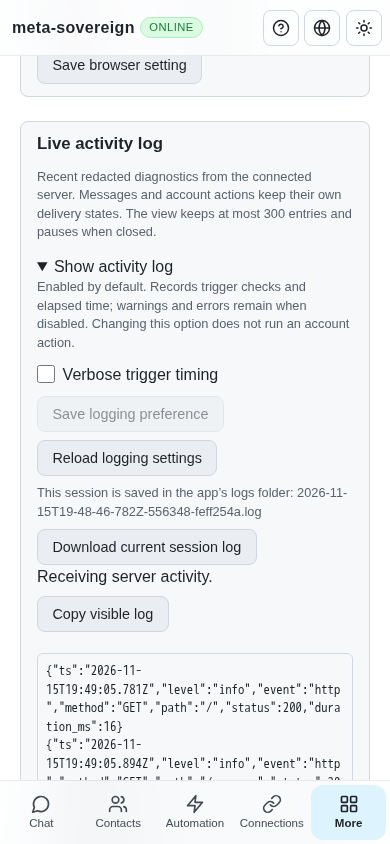 meta-sovereign ONLINE
Save browser setting
Live activity log
Recent redacted diagnostics from the connected
server. Messages and account actions keep their own
delivery states. The view keeps at most 300 entries and
pauses when closed.
▼ Show activity log
Enabled by default. Records trigger checks and
elapsed time; warnings and errors remain when
disabled. Changing this option does not run an account
action.
Verbose trigger timing
Save logging preference
Reload logging settings
This session is saved in the app's logs folder: 2026-11-
15T19-48-46-782Z-556348-feff254a.log
Download current session log
Receiving server activity.
Copy visible log
{"ts":"2026-11-
15T19:49:05.781Z","level":"info","event":"http
","method":"GET","path":"/","status":200,"dura
tion_ms":16}
{"ts":"2026-11-
15T19:49:05.894Z","level":"info","event":"http
Chat Contacts Automation Connections More